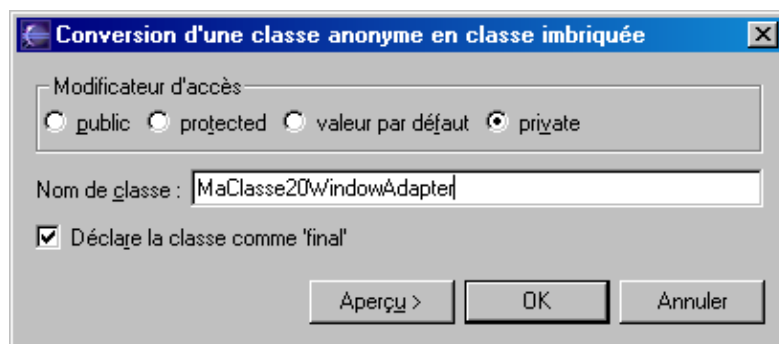 Conversion d'une classe anonyme en classe imbriquée
Modificateur d'accès
public protected valeur par défaut private
Nom de classe : MaClasse20WindowAdapter
Déclare la classe comme 'final'
Aperçu > OK Annuler